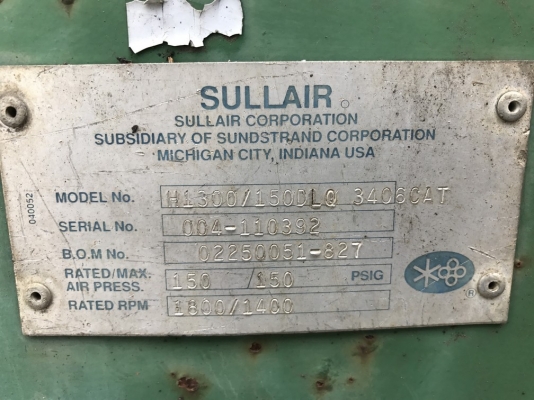 SULLAIR
SULLAIR CORPORATION
SUBSIDIARY OF SUNDSTRAND CORPORATION
MICHIGAN CITY, INDIANA USA
MODEL No. H1300/150DLQ 3406CAT
SERIAL No. 004-110392
B.O.M No. 02250051-827
RATED/MAX. AIR PRESS. 150 /150 PSIG
RATED RPM 1800/1400
040052
R